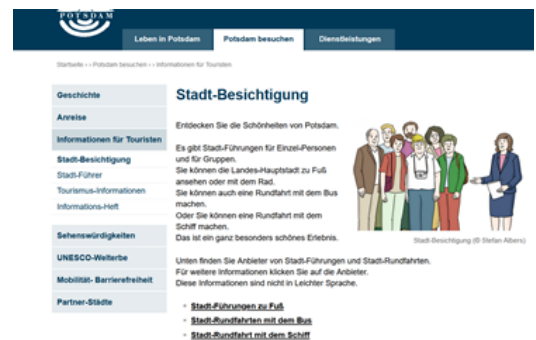 POTSDAM
Leben in Potsdam
Potsdam besuchen
Dienstleistungen
Startseite › › Potsdam besuchen › › Informationen für Touristen
Geschichte
Anreise
Informationen für Touristen
Stadt-Besichtigung
Stadt-Führer
Tourismus-Informationen
Informations-Heft
Sehenswürdigkeiten
UNESCO-Welterbe
Mobilität- Barrierefreiheit
Partner-Städte
Stadt-Besichtigung
Entdecken Sie die Schönheiten von Potsdam.
Es gibt Stadt-Führungen für Einzel-Personen
und für Gruppen.
Sie können die Landes-Hauptstadt zu Fuß
ansehen oder mit dem Rad.
Sie können auch eine Rundfahrt mit dem Bus
machen.
Oder Sie können eine Rundfahrt mit dem
Schiff machen.
Das ist ein ganz besonders schönes Erlebnis.
Stadt-Besichtigung (© Stefan Albers)
Unten finden Sie Anbieter von Stadt-Führungen und Stadt-Rundfahrten.
Für weitere Informationen klicken Sie auf die Anbieter.
Diese Informationen sind nicht in Leichter Sprache.
Stadt-Führungen zu Fuß
Stadt-Rundfahrten mit dem Bus
Stadt-Rundfahrt mit dem Schiff